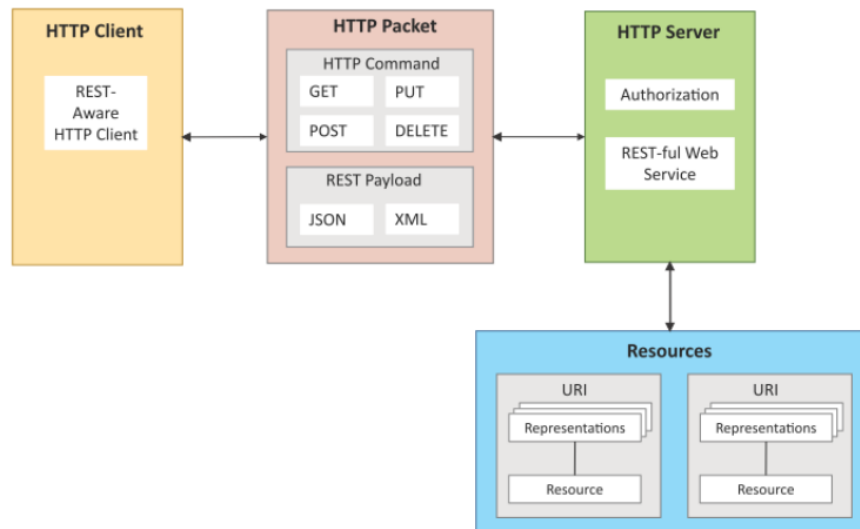 HTTP Client
REST-
Aware
HTTP Client
HTTP Packet
HTTP Command
GET
PUT
POST
DELETE
REST Payload
JSON
XML
HTTP Server
Authorization
REST-ful Web
Service
Resources
URI
Representations
Resource
URI
Representations
Resource